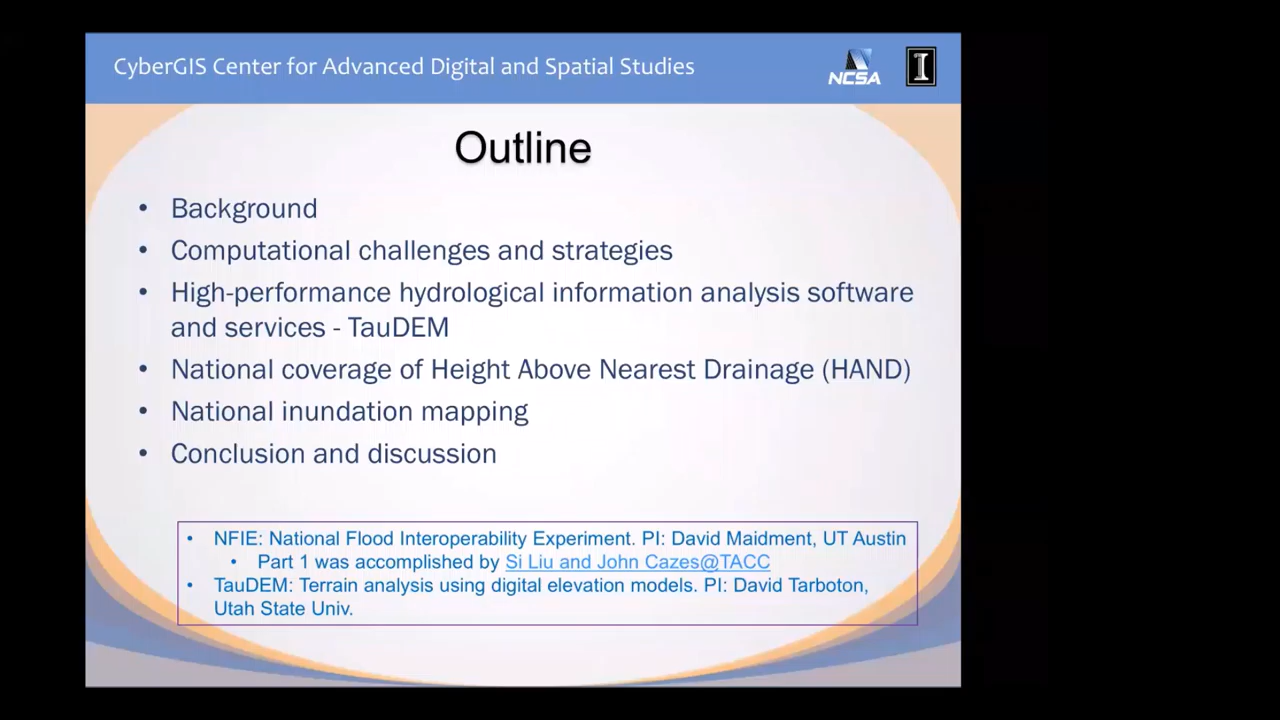 CyberGIS Center for Advanced Digital and Spatial Studies
NCSA
I
Outline
• Background
• Computational challenges and strategies
• High-performance hydrological information analysis software
and services - TauDEM
• National coverage of Height Above Nearest Drainage (HAND)
• National inundation mapping
• Conclusion and discussion
• NFIE: National Flood Interoperability Experiment. PI: David Maidment, UT Austin
• Part 1 was accomplished by Si Liu and John Cazes@TACC
• TauDEM: Terrain analysis using digital elevation models. PI: David Tarboton,
Utah State Univ.